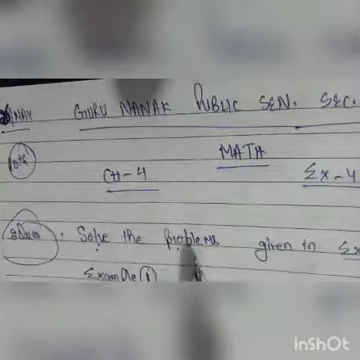 MAY GURU NANAK PUBLIC SEN. SEC.
10th
MATH
CH-4 Ex-4
Solve the problems given in Ex
Example (i)
InShOt